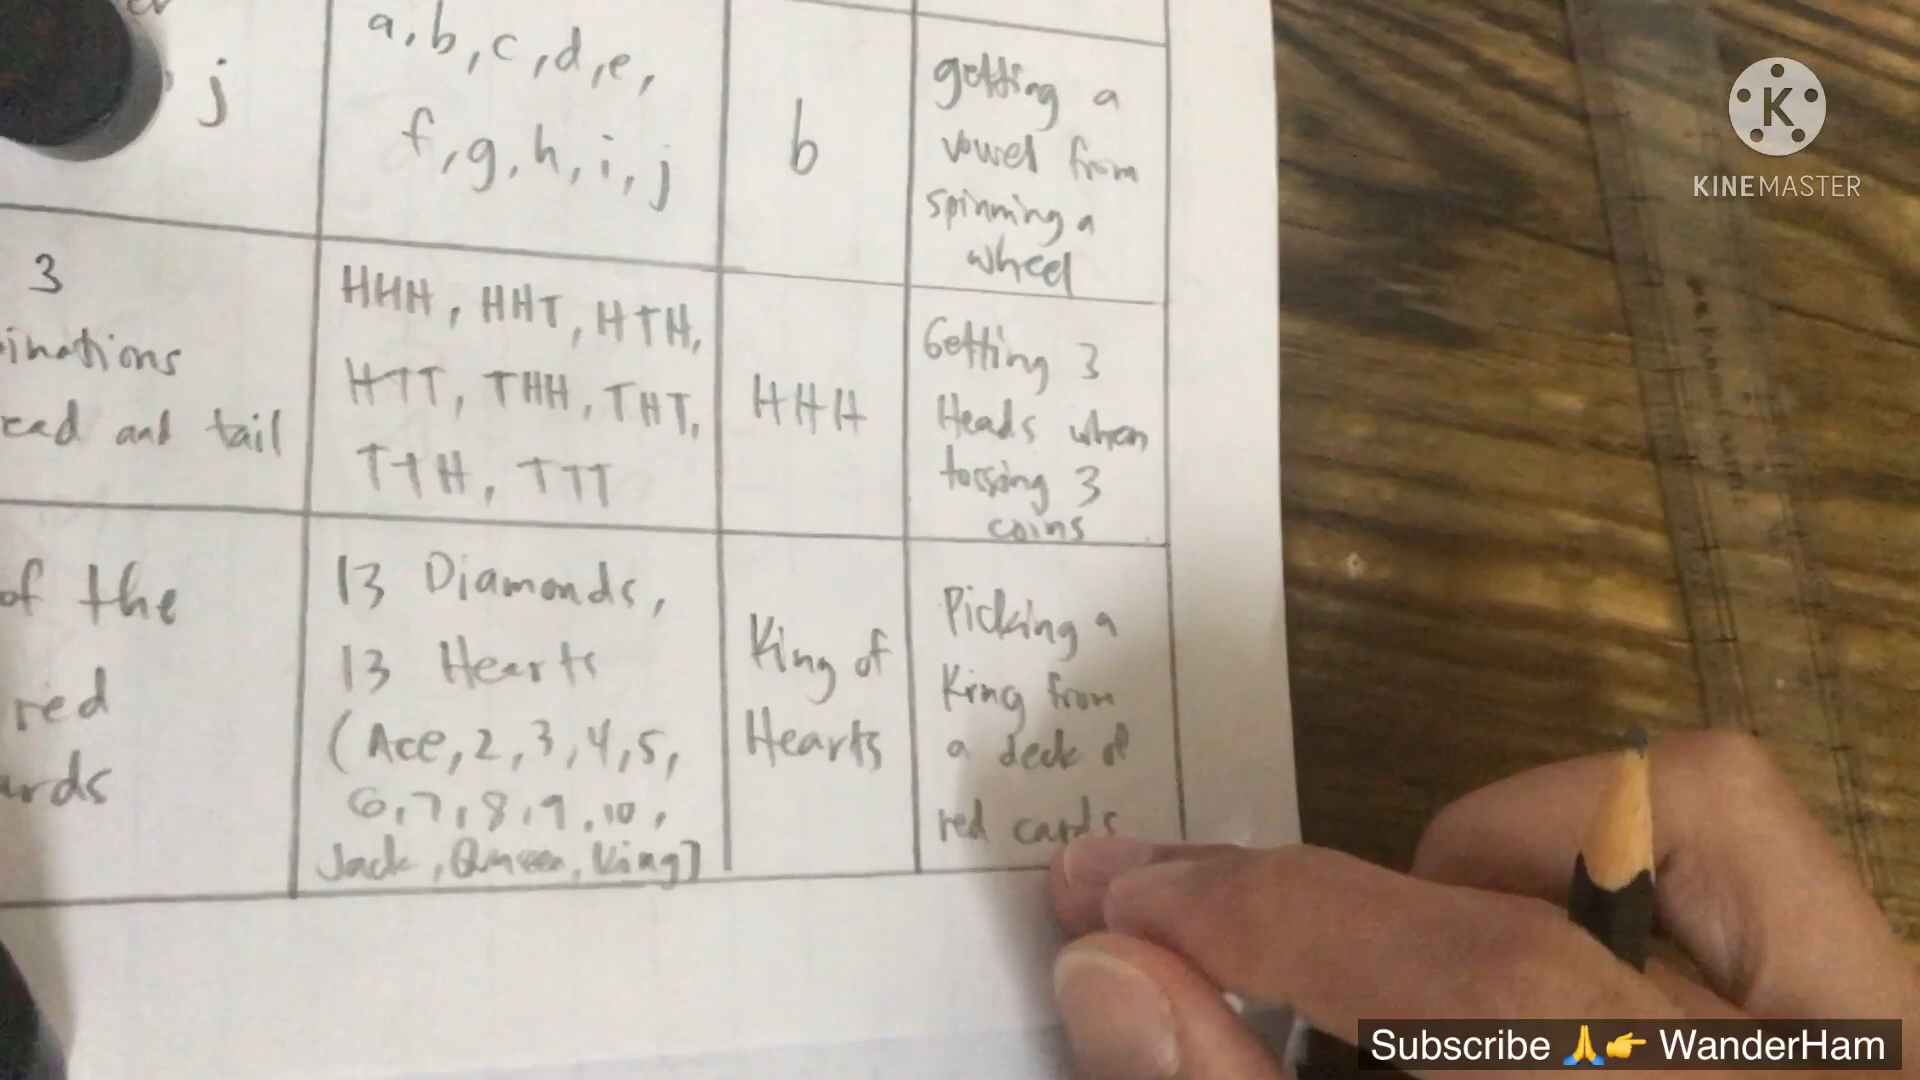 j
a, b, c, d, e,
f, g, h, i, j
b
getting a
vowel from
spinning a
wheel
3
inations
ead and tail
HHH, HHT, HTH,
HTT, THH, THT,
TTH, TTT
HHH
Getting 3
Heads when
tossing 3
coins
of the
red
ards
13 Diamonds,
13 Hearts
(Ace, 2, 3, 4, 5,
6, 7, 8, 9, 10,
Jack, Queen, King)
King of
Hearts
Picking a
King from
a deck of
red cards
K
KINEMASTER
Subscribe 🙏👉 WanderHam